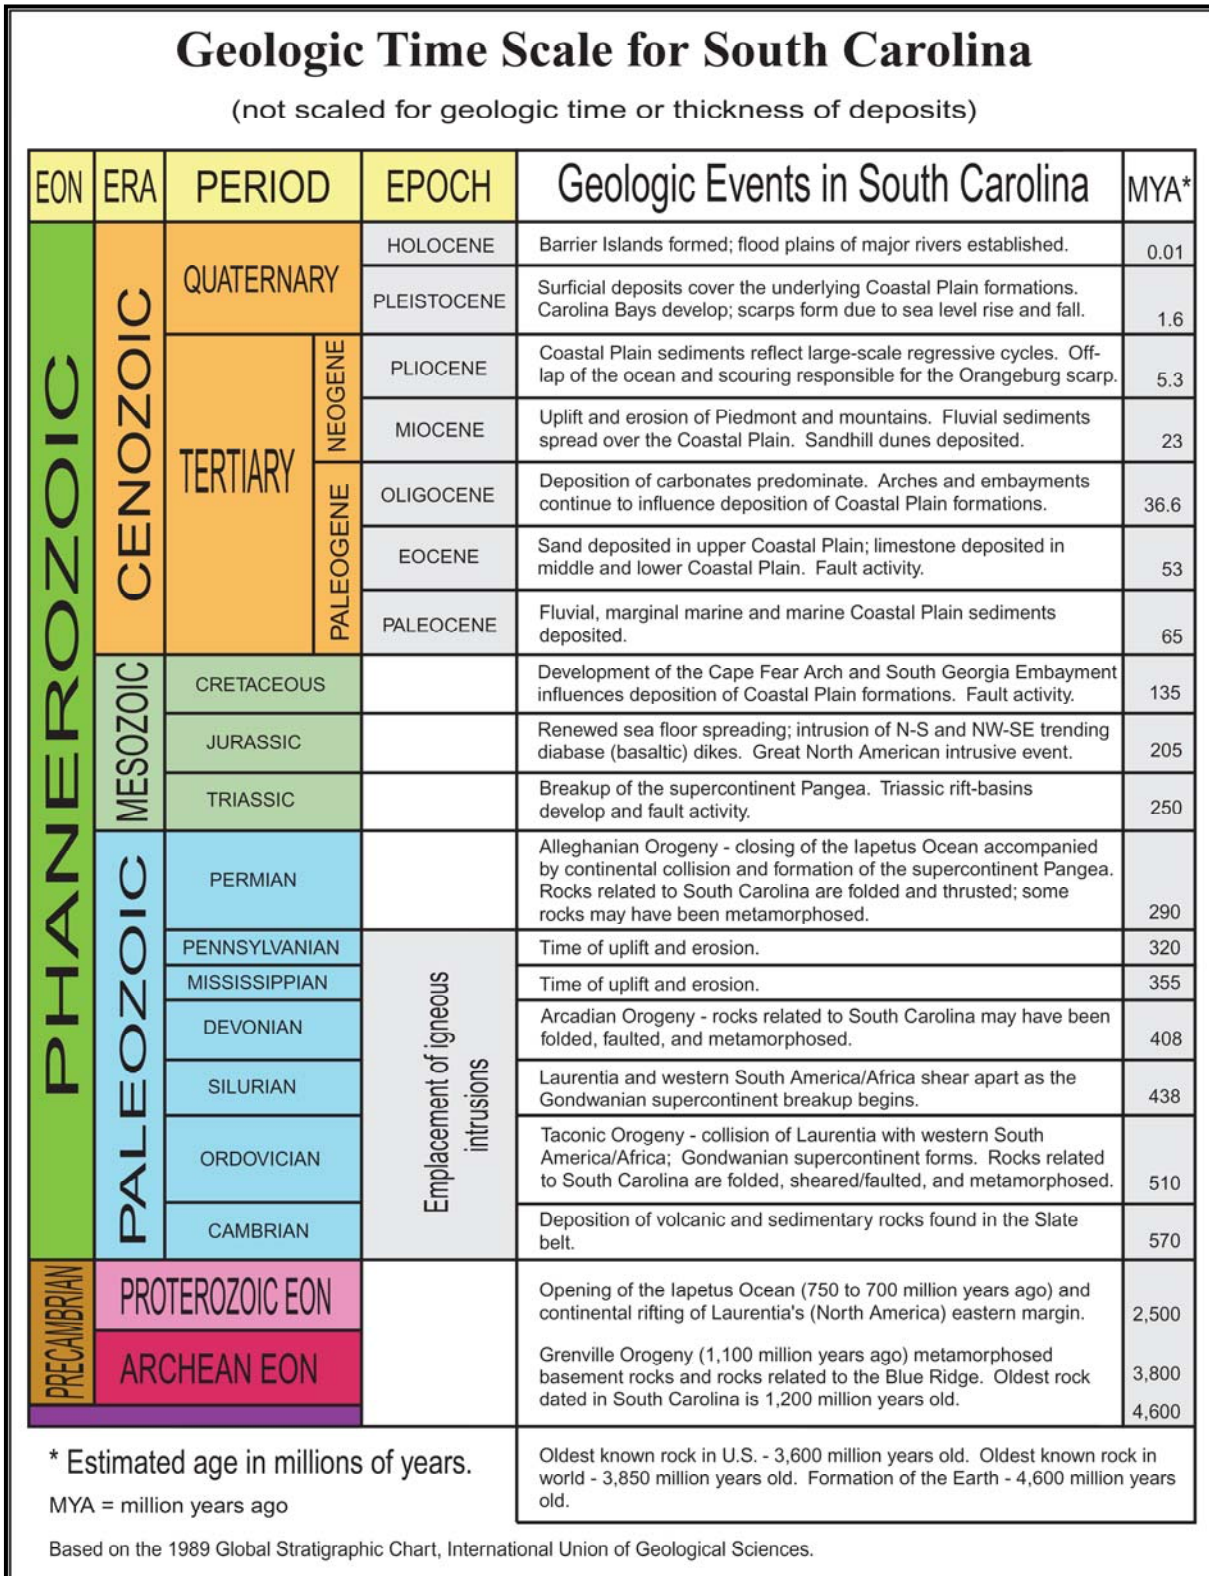 Geologic Time Scale for South Carolina
(not scaled for geologic time or thickness of deposits)
EON ERA PERIOD EPOCH Geologic Events in South Carolina MYA*
PHANEROZOIC
CENOZOIC
QUATERNARY
HOLOCENE
Barrier Islands formed; flood plains of major rivers established.
0.01
PLEISTOCENE
Surficial deposits cover the underlying Coastal Plain formations.
Carolina Bays develop; scarps form due to sea level rise and fall.
1.6
TERTIARY
NEOGENE
PLIOCENE
Coastal Plain sediments reflect large-scale regressive cycles. Off-
lap of the ocean and scouring responsible for the Orangeburg scarp.
5.3
MIOCENE
Uplift and erosion of Piedmont and mountains. Fluvial sediments
spread over the Coastal Plain. Sandhill dunes deposited.
23
PALEOGENE
OLIGOCENE
Deposition of carbonates predominate. Arches and embayments
continue to influence deposition of Coastal Plain formations.
36.6
EOCENE
Sand deposited in upper Coastal Plain; limestone deposited in
middle and lower Coastal Plain. Fault activity.
53
PALEOCENE
Fluvial, marginal marine and marine Coastal Plain sediments
deposited.
65
MESOZOIC
CRETACEOUS
Development of the Cape Fear Arch and South Georgia Embayment
influences deposition of Coastal Plain formations. Fault activity.
135
JURASSIC
Renewed sea floor spreading; intrusion of N-S and NW-SE trending
diabase (basaltic) dikes. Great North American intrusive event.
205
TRIASSIC
Breakup of the supercontinent Pangea. Triassic rift-basins
develop and fault activity.
250
PALEOZOIC
PERMIAN
Alleghanian Orogeny - closing of the Iapetus Ocean accompanied
by continental collision and formation of the supercontinent Pangea.
Rocks related to South Carolina are folded and thrusted; some
rocks may have been metamorphosed.
290
Emplacement of igneous
intrusions
PENNSYLVANIAN
Time of uplift and erosion.
320
MISSISSIPPIAN
Time of uplift and erosion.
355
DEVONIAN
Arcadian Orogeny - rocks related to South Carolina may have been
folded, faulted, and metamorphosed.
408
SILURIAN
Laurentia and western South America/Africa shear apart as the
Gondwanian supercontinent breakup begins.
438
ORDOVICIAN
Taconic Orogeny - collision of Laurentia with western South
America/Africa; Gondwanian supercontinent forms. Rocks related
to South Carolina are folded, sheared/faulted, and metamorphosed.
510
CAMBRIAN
Deposition of volcanic and sedimentary rocks found in the Slate
belt.
570
PRECAMBRIAN
PROTEROZOIC EON
Opening of the Iapetus Ocean (750 to 700 million years ago) and
continental rifting of Laurentia's (North America) eastern margin.
2,500
ARCHEAN EON
Grenville Orogeny (1,100 million years ago) metamorphosed
basement rocks and rocks related to the Blue Ridge. Oldest rock
dated in South Carolina is 1,200 million years old.
3,800
4,600
* Estimated age in millions of years.
MYA = million years ago
Oldest known rock in U.S. - 3,600 million years old. Oldest known rock in
world - 3,850 million years old. Formation of the Earth - 4,600 million years
old.
Based on the 1989 Global Stratigraphic Chart, International Union of Geological Sciences.